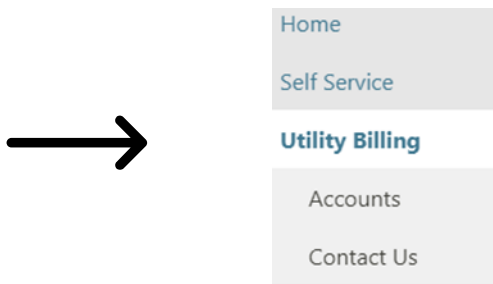 Home
Self Service
Utility Billing
Accounts
Contact Us